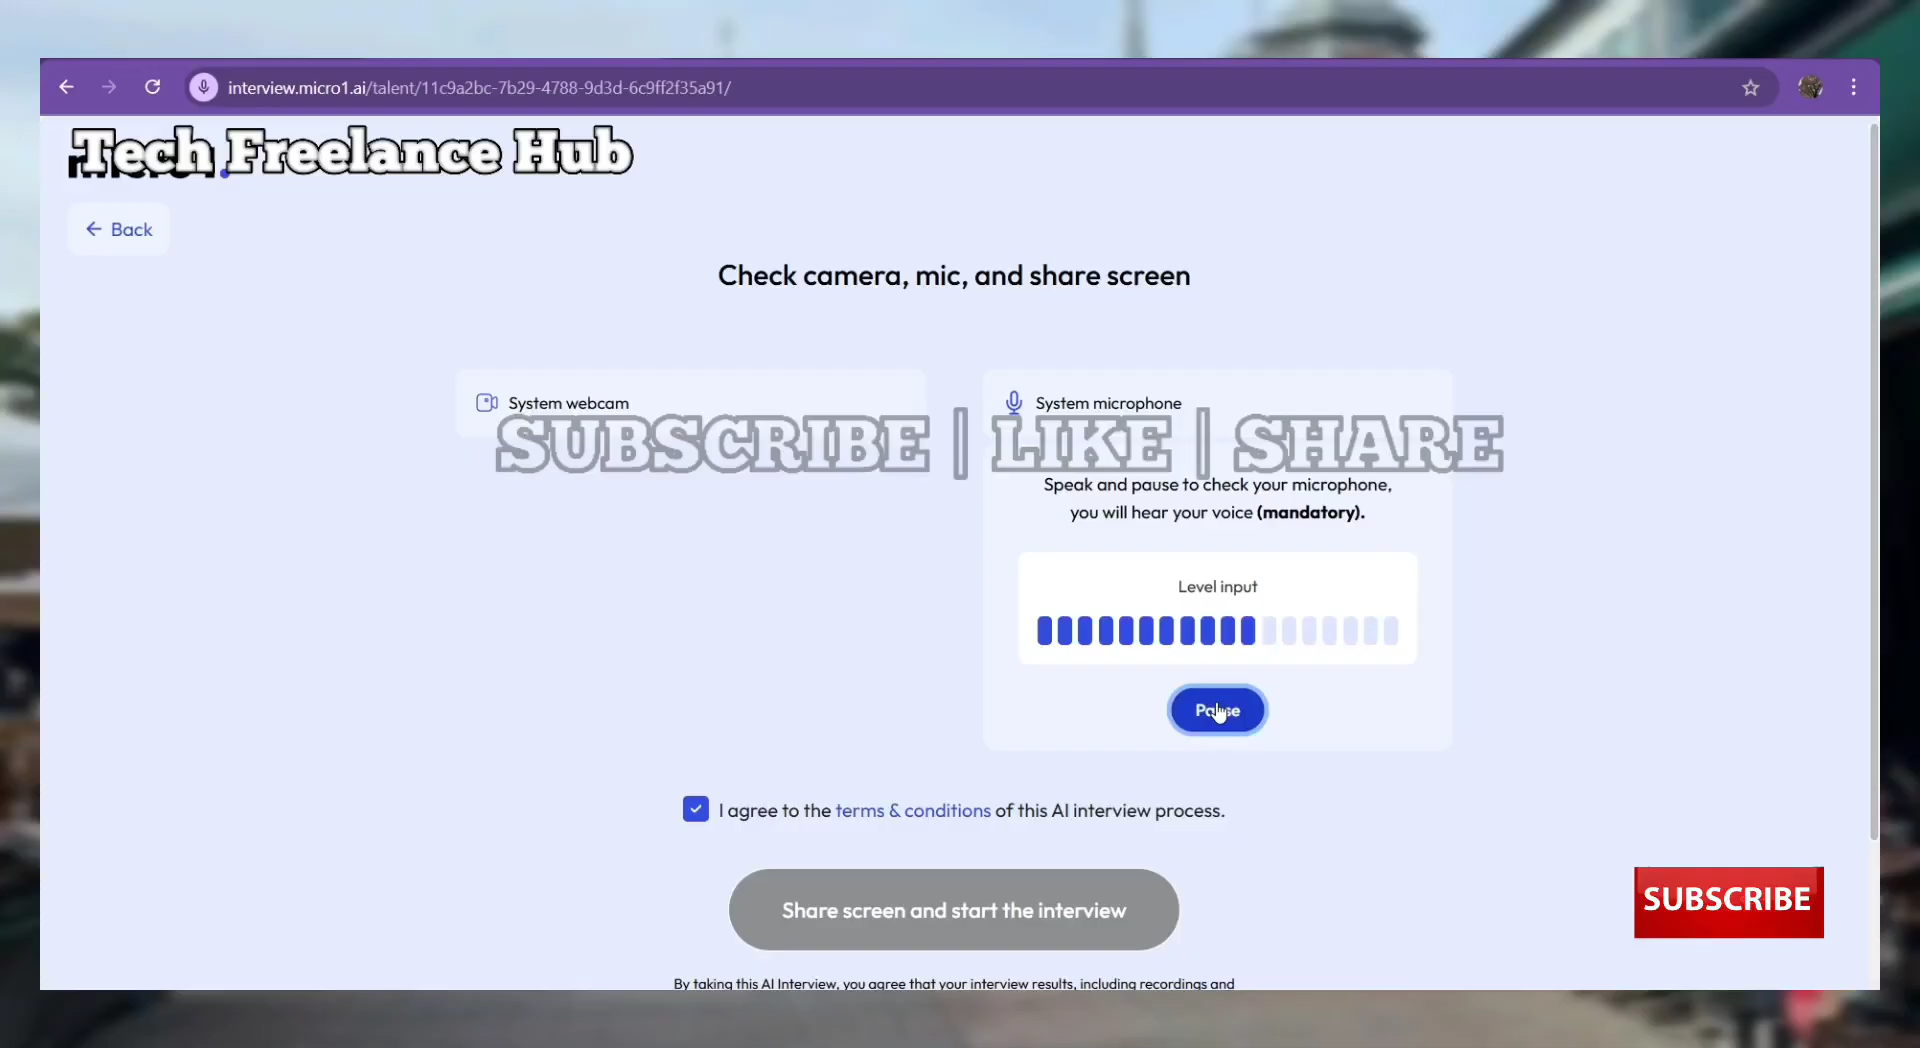 interview.micro1.ai/talent/11c9a2bc-7b29-4788-9d3d-6c9ff2f35a91/
Tech Freelance Hub
Back
Check camera, mic, and share screen
System webcam
System microphone
SUBSCRIBE | LIKE | SHARE
Speak and pause to check your microphone,
you will hear your voice (mandatory).
Level input
Pause
I agree to the terms & conditions of this AI interview process.
Share screen and start the interview
SUBSCRIBE
By taking this AI Interview, you agree that your interview results, including recordings and